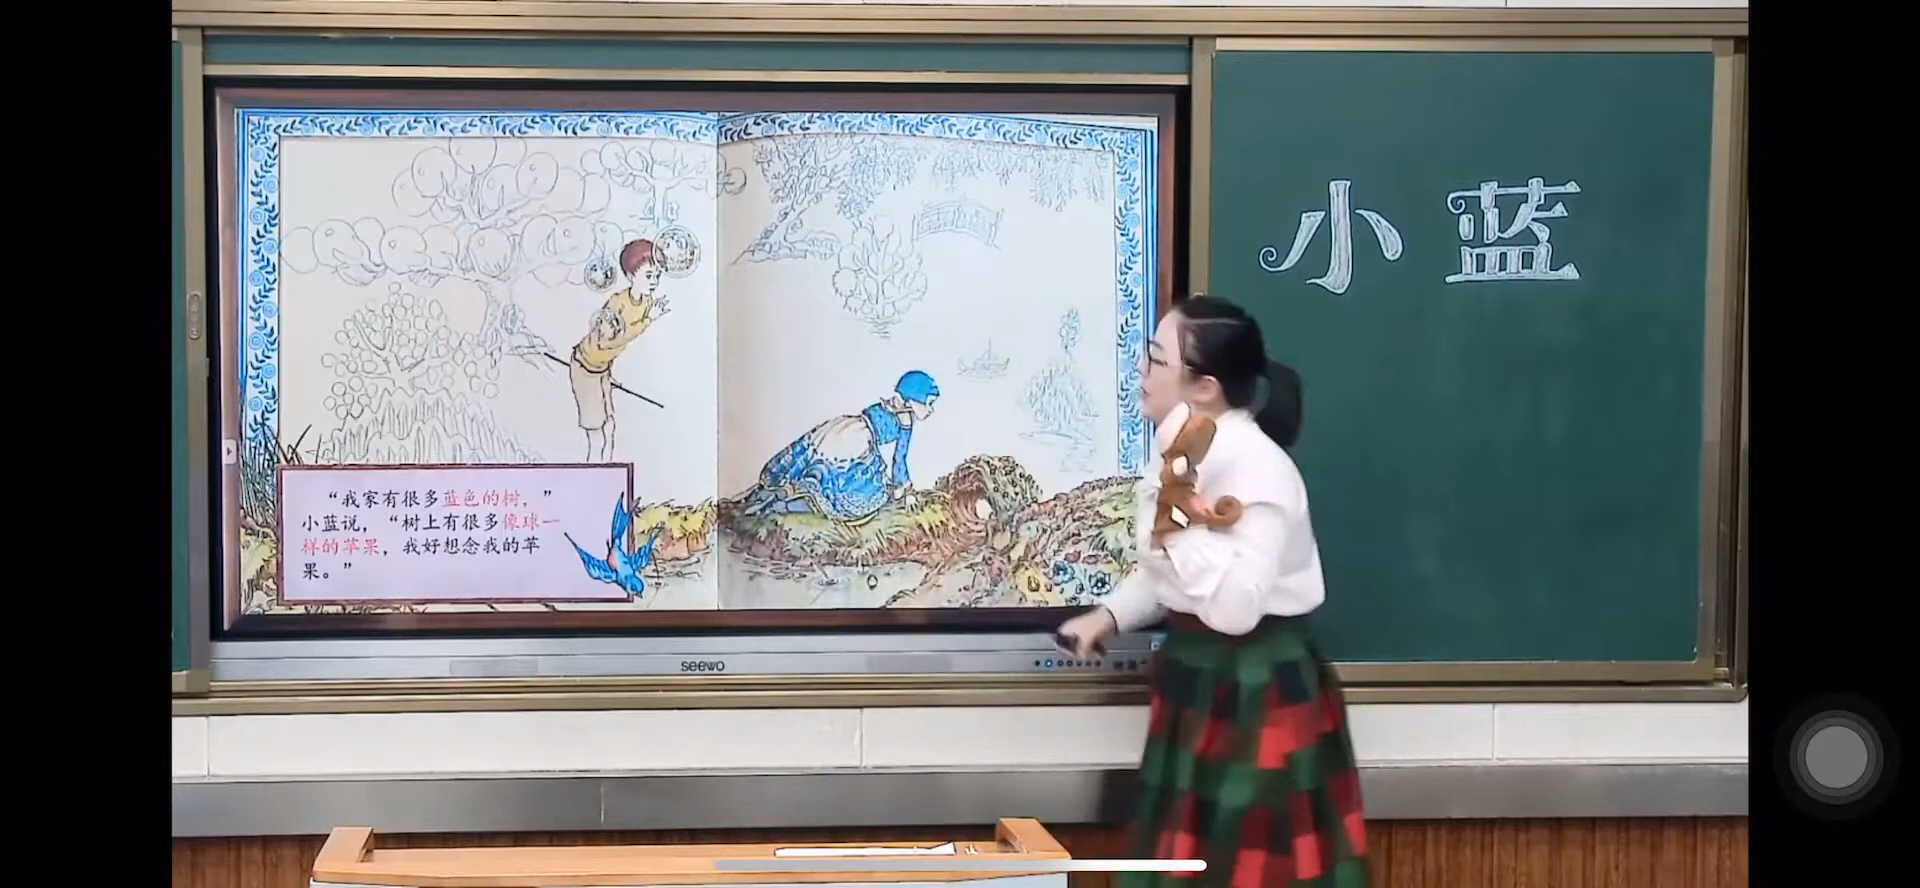 “我家有很多蓝色的树，”
小蓝说，“树上有很多像球一
样的苹果，我好想念我的苹
果。”
seewo
小蓝